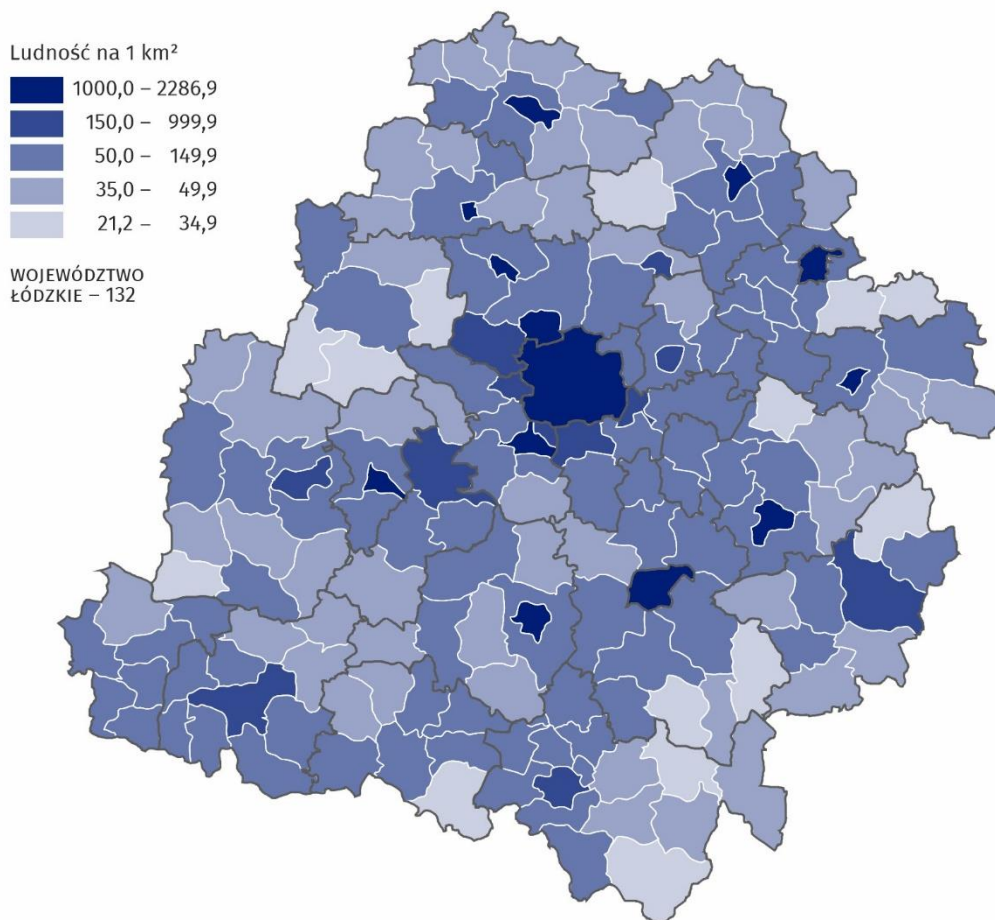 Ludność na 1 km²
1000,0 – 2286,9
150,0 – 999,9
50,0 – 149,9
35,0 – 49,9
21,2 – 34,9
WOJEWÓDZTWO
ŁÓDZKIE – 132